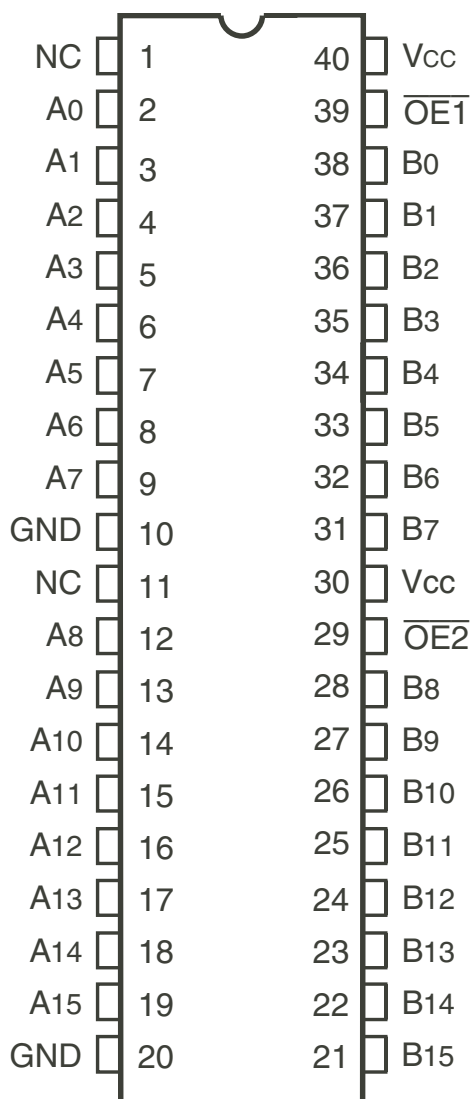 NC 1 40 Vcc
A0 2 39 OE1
A1 3 38 B0
A2 4 37 B1
A3 5 36 B2
A4 6 35 B3
A5 7 34 B4
A6 8 33 B5
A7 9 32 B6
GND 10 31 B7
NC 11 30 Vcc
A8 12 29 OE2
A9 13 28 B8
A10 14 27 B9
A11 15 26 B10
A12 16 25 B11
A13 17 24 B12
A14 18 23 B13
A15 19 22 B14
GND 20 21 B15